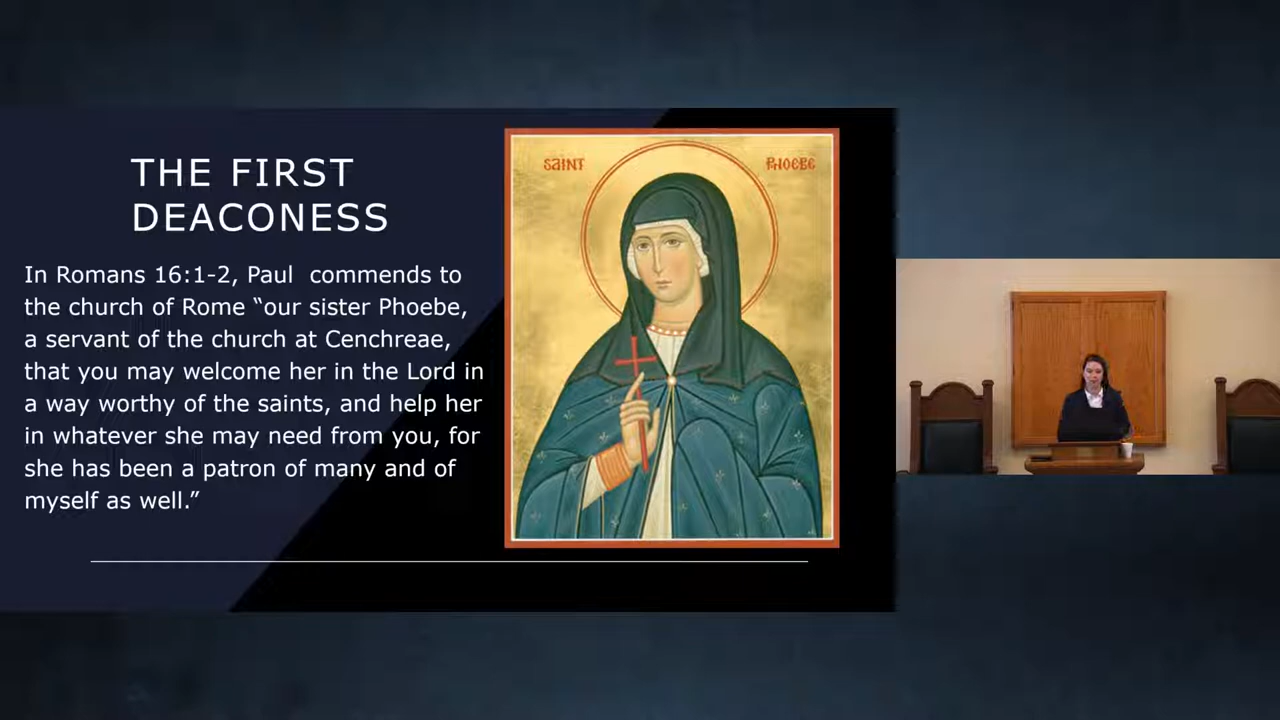 THE FIRST
DEACONESS
In Romans 16:1-2, Paul  commends to
the church of Rome “our sister Phoebe,
a servant of the church at Cenchreae,
that you may welcome her in the Lord in
a way worthy of the saints, and help her
in whatever she may need from you, for
she has been a patron of many and of
myself as well.”
SAINT PHOEBE